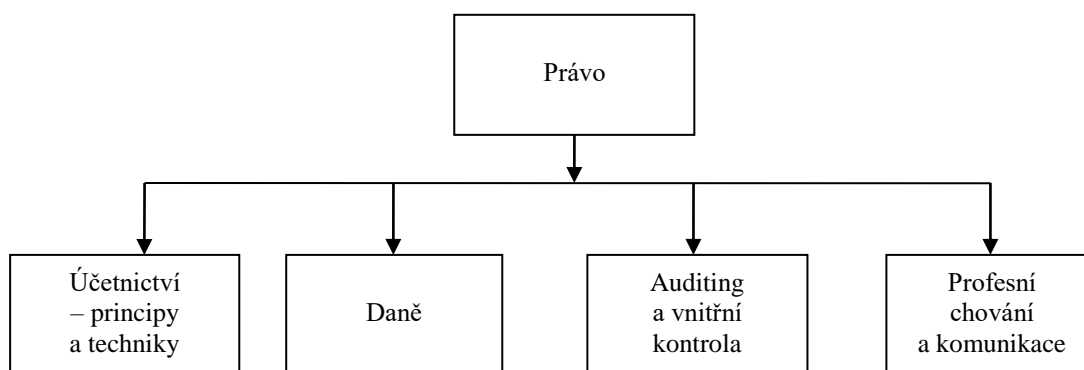 Právo
Účetnictví
– principy
a techniky
Daně
Auditing
a vnitřní
kontrola
Profesní
chování
a komunikace